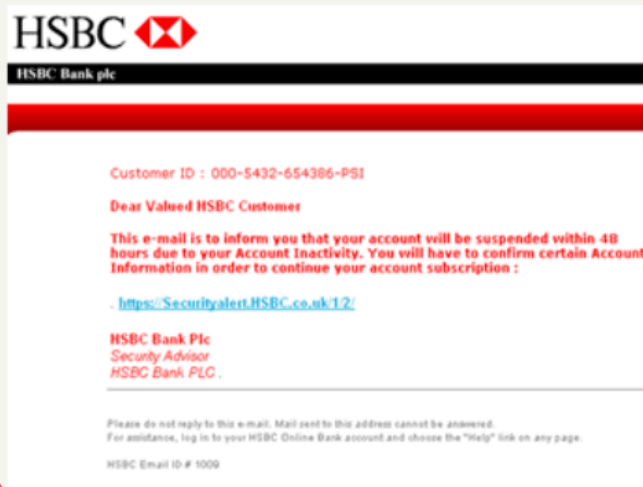 HSBC
HSBC Bank plc
Customer ID : 000-5432-654386-PSI
Dear Valued HSBC Customer
This e-mail is to inform you that your account will be suspended within 48
hours due to your Account Inactivity. You will have to confirm certain Account
Information in order to continue your account subscription :
. https://Securityalert.HSBC.co.uk/1/2/
HSBC Bank Plc
Security Advisor
HSBC Bank PLC .
Please do not reply to this e-mail. Mail sent to this address cannot be answered.
For assistance, log in to your HSBC Online Bank account and choose the "Help" link on any page.
HSBC Email ID # 1009